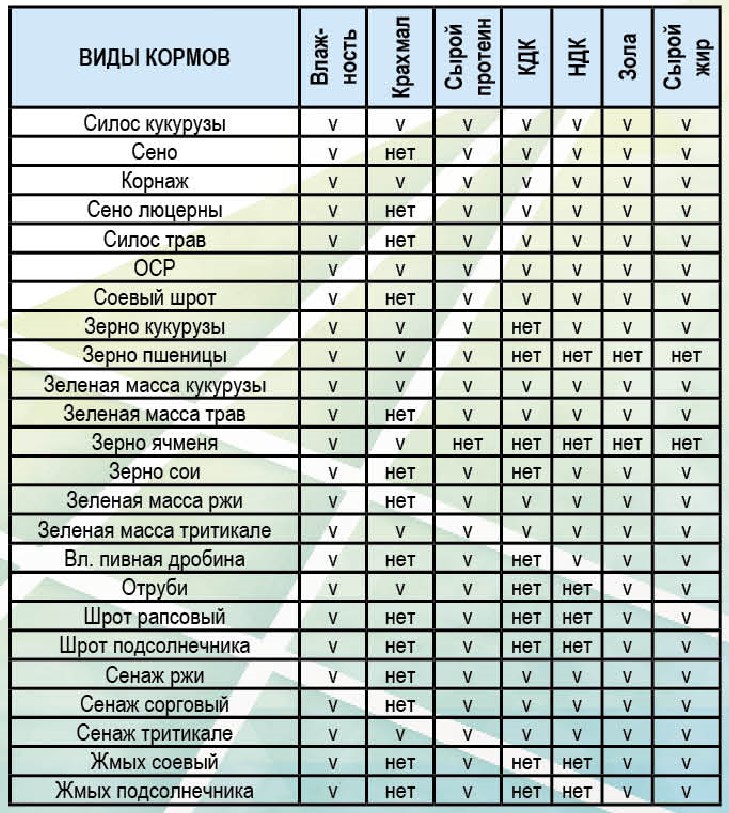 ВИДЫ КОРМОВ Влаж-ность Крахмал Сырой протеин КДК НДК Зола Сырой жир
Силос кукурузы v v v v v v v
Сено v нет v v v v v
Корнаж v v v v v v v
Сено люцерны v нет v v v v v
Силос трав v нет v v v v v
ОСР v v v v v v v
Соевый шрот v нет v v v v v
Зерно кукурузы v v v нет v v v
Зерно пшеницы v v v нет нет нет нет
Зеленая масса кукурузы v v v v v v v
Зеленая масса трав v нет v v v v v
Зерно ячменя v v нет нет нет нет нет
Зерно сои v нет v нет v v v
Зеленая масса ржи v нет v v v v v
Зеленая масса тритикале v v v v v v v
Вл. пивная дробина v нет v нет v v v
Отруби v v v нет нет v v
Шрот рапсовый v нет v нет нет v v
Шрот подсолнечника v нет v нет нет v v
Сенаж ржи v нет v v v v v
Сенаж сорговый v нет v v v v v
Сенаж тритикале v v v v v v v
Жмых соевый v нет v нет нет v v
Жмых подсолнечника v нет v нет нет v v